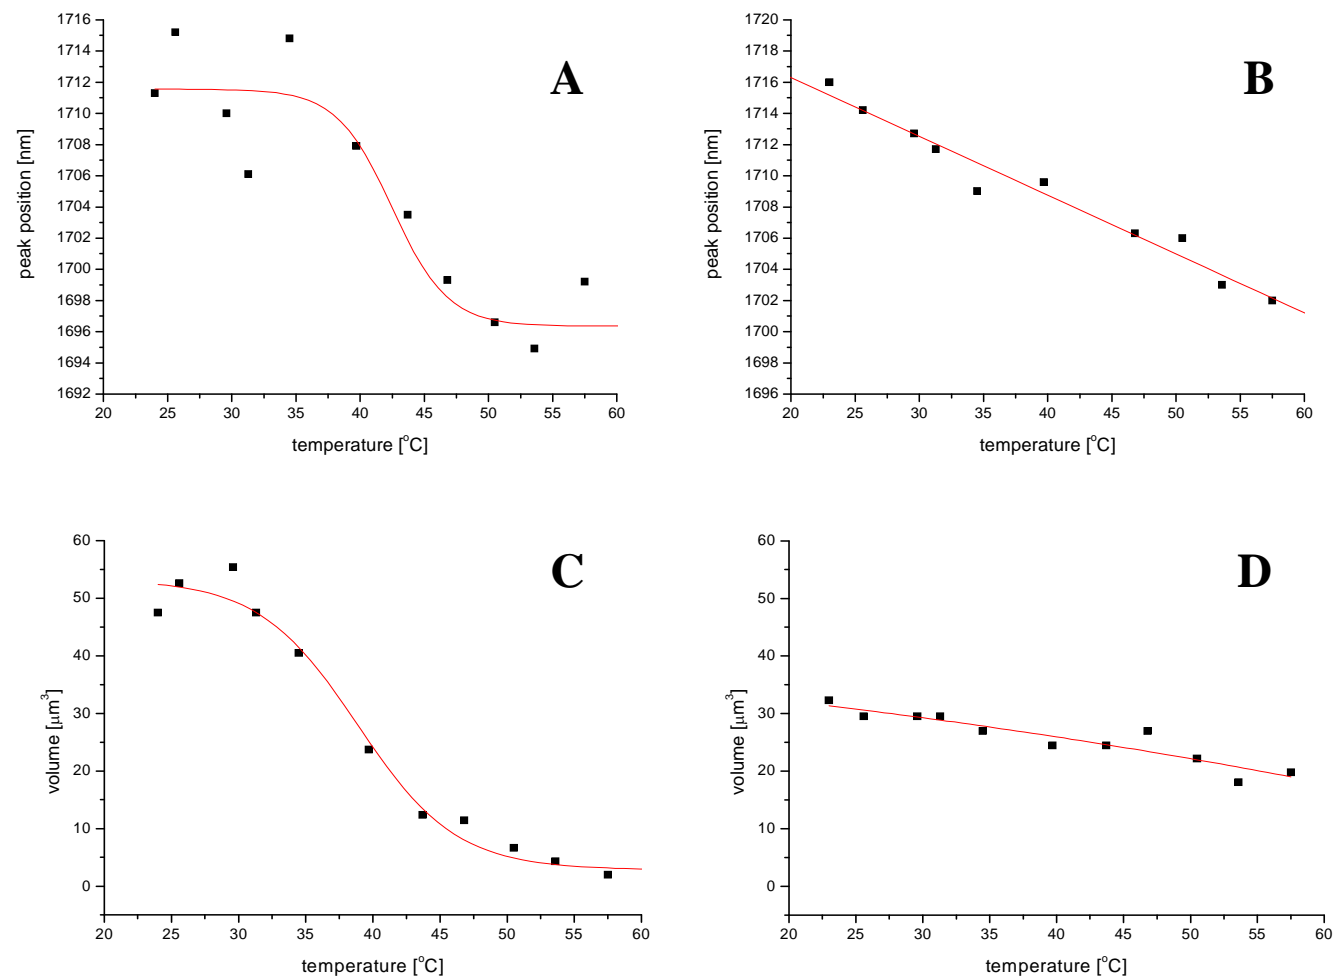 1716
1714
1712
1710
1708
1706
1704
1702
1700
1698
1696
1694
1692
peak position [nm]
A
20 25 30 35 40 45 50 55 60
temperature [°C]
1720
1718
1716
1714
1712
1710
1708
1706
1704
1702
1700
1698
1696
peak position [nm]
B
20 25 30 35 40 45 50 55 60
temperature [°C]
60
50
40
30
20
10
0
volume [μm³]
C
20 25 30 35 40 45 50 55 60
temperature [°C]
60
50
40
30
20
10
0
volume [μm³]
D
20 25 30 35 40 45 50 55 60
temperature [°C]